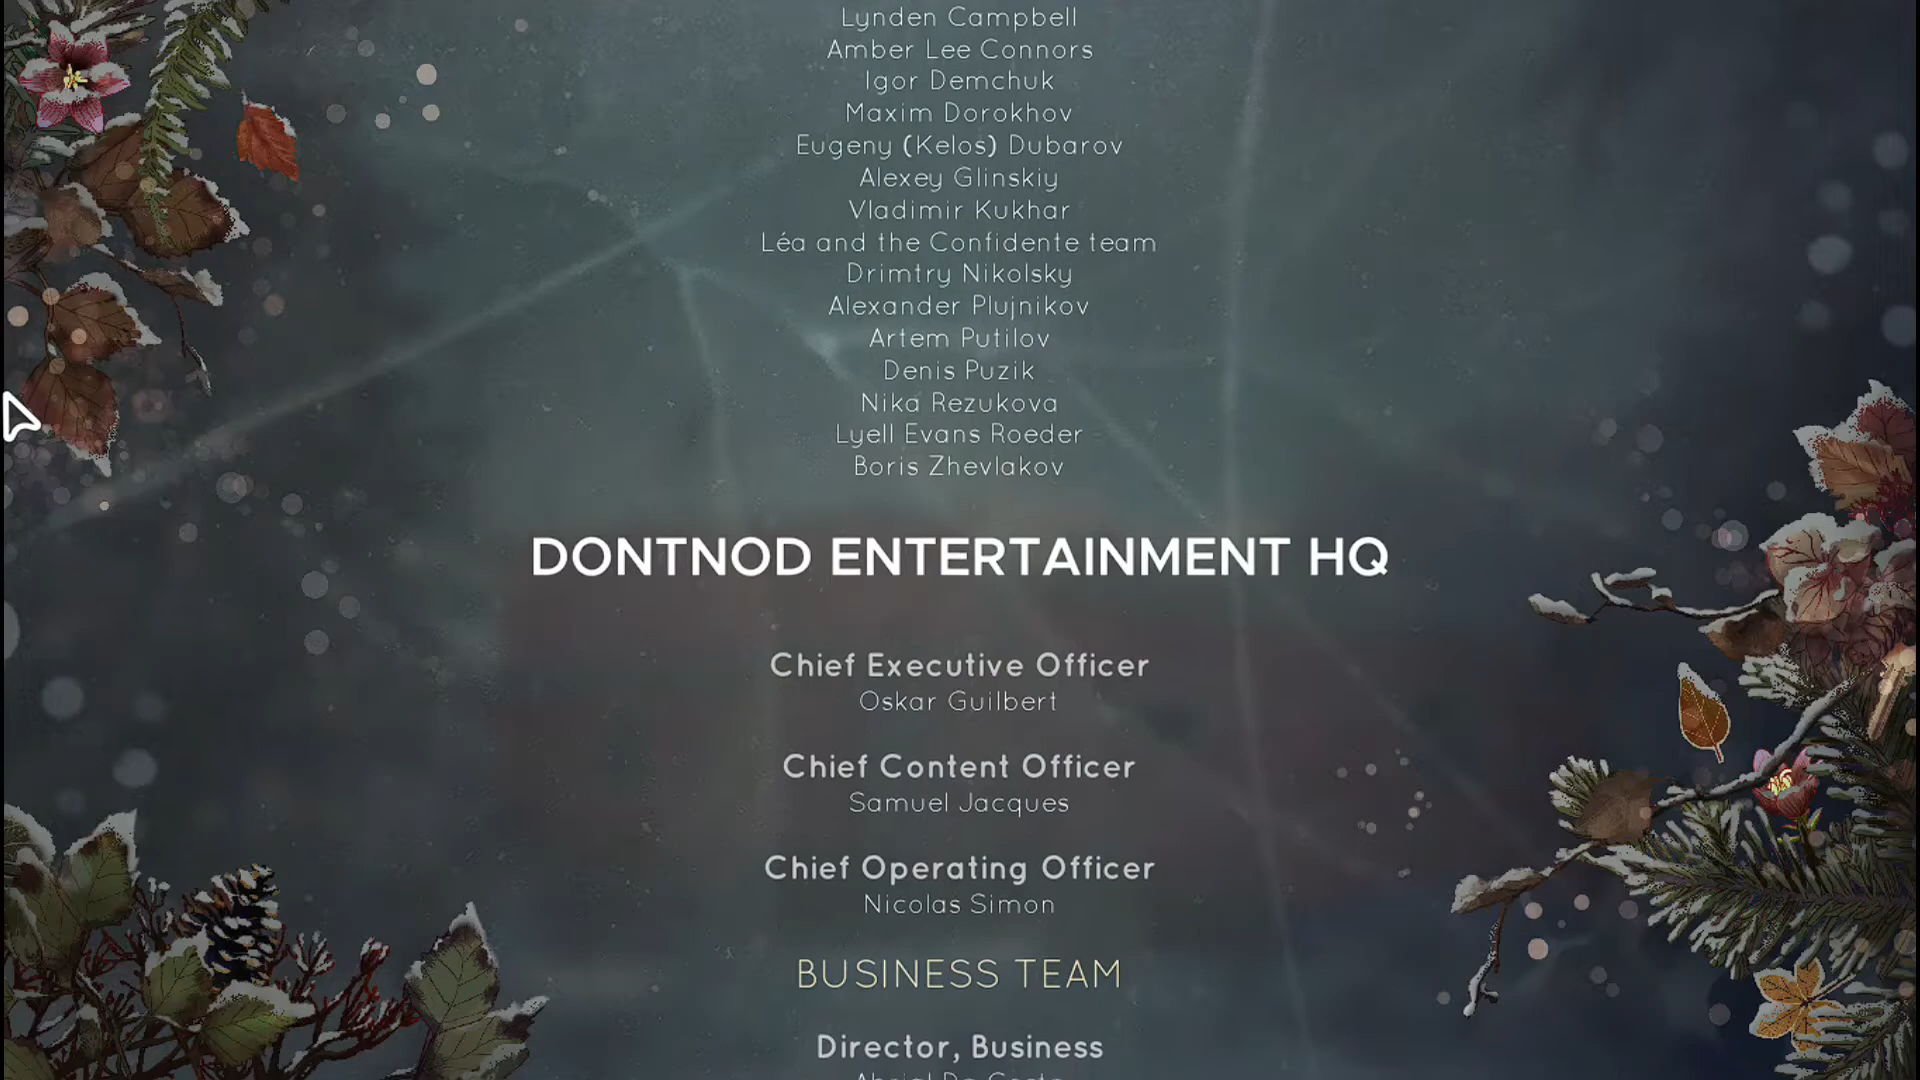 Lynden Campbell
Amber Lee Connors
Igor Demchuk
Maxim Dorokhov
Eugeny (Kelos) Dubarov
Alexey Glinskiy
Vladimir Kukhar
Léa and the Confidente team
Drimtry Nikolsky
Alexander Plujnikov
Artem Putilov
Denis Puzik
Nika Rezukova
Lyell Evans Roeder
Boris Zhevlakov
DONTNOD ENTERTAINMENT HQ
Chief Executive Officer
Oskar Guilbert
Chief Content Officer
Samuel Jacques
Chief Operating Officer
Nicolas Simon
BUSINESS TEAM
Director, Business